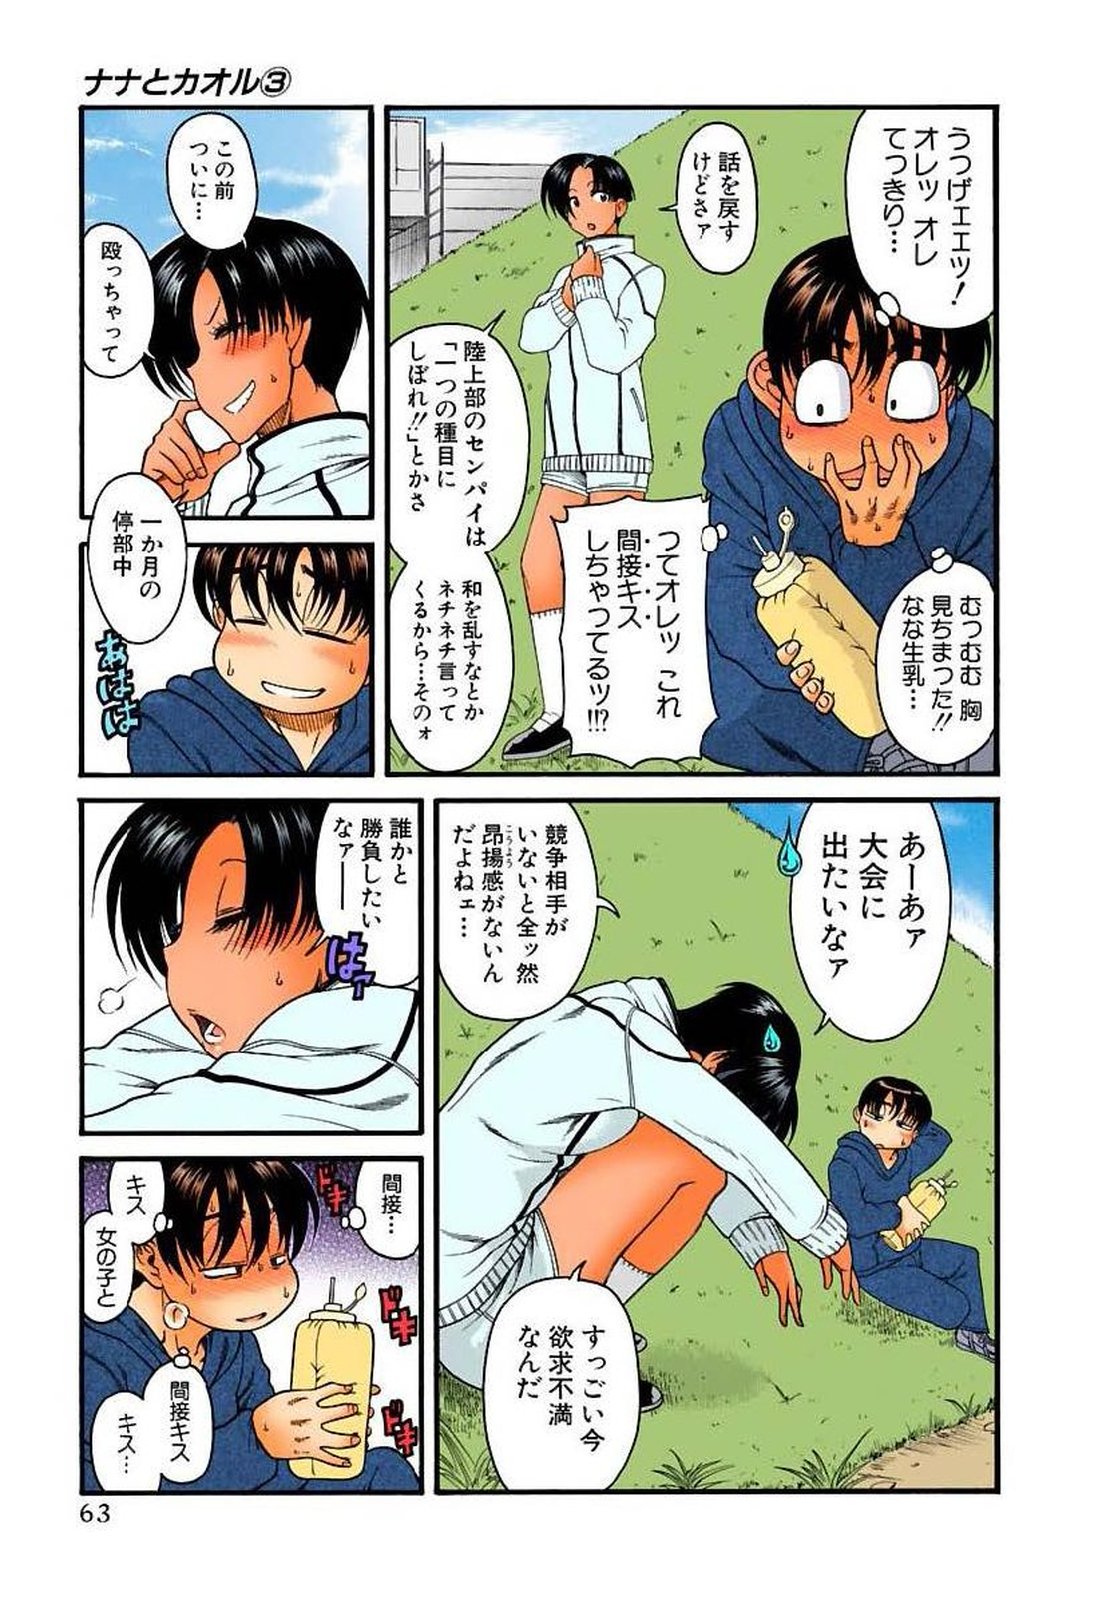 ナナとカオル③
うつげエエッ!
オレッ オレ
てっきり…
話を戻す
けどさァ
むつむむ 胸
見ちまつた!!
なな生乳…
つてオレッ これ
間接キス
しちゃってるッ!!?
陸上部のセンパイは
「一つの種目に
しぼれ!!」とかさ
和を乱すなとか
ネチネチ言って
くるから…そのォ
この前
ついに…
殴っちゃって
一か月の
停部中
あはは
あーあァ
大会に
出たいなァ
競争相手が
いないと全ッ然
昂揚感がないん
こうよう
だよねェ…
すっごい今
欲求不満
なんだ
誰かと
勝負したい
なァ──
はァ
間接…
キス
女の子と
間接キス
キス…
ドキ
ドキ
ドキ
63